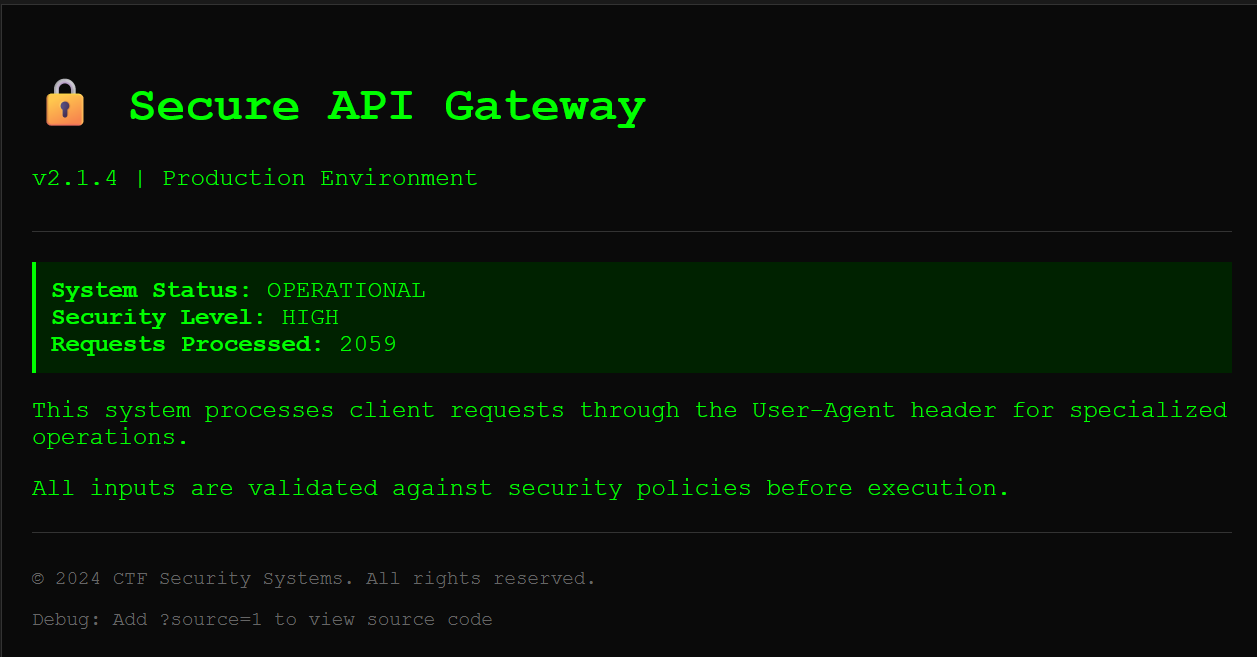 Secure API Gateway
v2.1.4 | Production Environment
System Status: OPERATIONAL
Security Level: HIGH
Requests Processed: 2059
This system processes client requests through the User-Agent header for specialized
operations.
All inputs are validated against security policies before execution.
© 2024 CTF Security Systems. All rights reserved.
Debug: Add ?source=1 to view source code